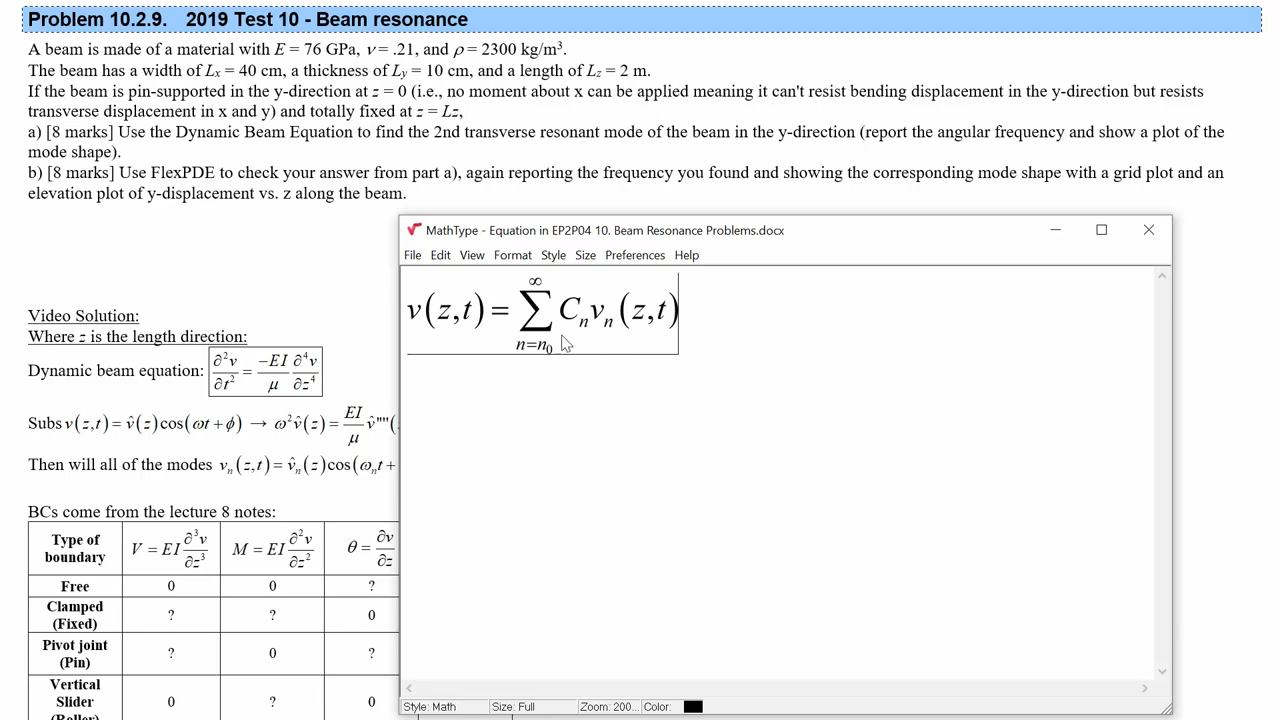 Problem 10.2.9. 2019 Test 10 - Beam resonance
A beam is made of a material with E = 76 GPa, ν = .21, and ρ = 2300 kg/m³.
The beam has a width of Lx = 40 cm, a thickness of Ly = 10 cm, and a length of Lz = 2 m.
If the beam is pin-supported in the y-direction at z = 0 (i.e., no moment about x can be applied meaning it can't resist bending displacement in the y-direction but resists
transverse displacement in x and y) and totally fixed at z = Lz,
a) [8 marks] Use the Dynamic Beam Equation to find the 2nd transverse resonant mode of the beam in the y-direction (report the angular frequency and show a plot of the
mode shape).
b) [8 marks] Use FlexPDE to check your answer from part a), again reporting the frequency you found and showing the corresponding mode shape with a grid plot and an
elevation plot of y-displacement vs. z along the beam.
MathType - Equation in EP2P04 10. Beam Resonance Problems.docx
File Edit View Format Style Size Preferences Help
v(z,t) = ∑_{n=n₀}^{∞} Cₙvₙ(z,t)
Video Solution:
Where z is the length direction:
Dynamic beam equation: ∂²v/∂t² = −EI/μ ∂⁴v/∂z⁴
Subs v(z,t) = v̂(z)cos(ωt+ϕ) → ω²v̂(z) = EI/μ v̂''''(
Then will all of the modes vₙ(z,t) = v̂ₙ(z)cos(ωₙt+
BCs come from the lecture 8 notes:
Type of boundary V = EI ∂³v/∂z³ M = EI ∂²v/∂z² θ = ∂v/∂z
Free 0 0 ?
Clamped (Fixed) ? ? 0
Pivot joint (Pin) ? 0 ?
Vertical Slider (Roller) 0 ? 0
Style: Math Size: Full Zoom: 200... Color: